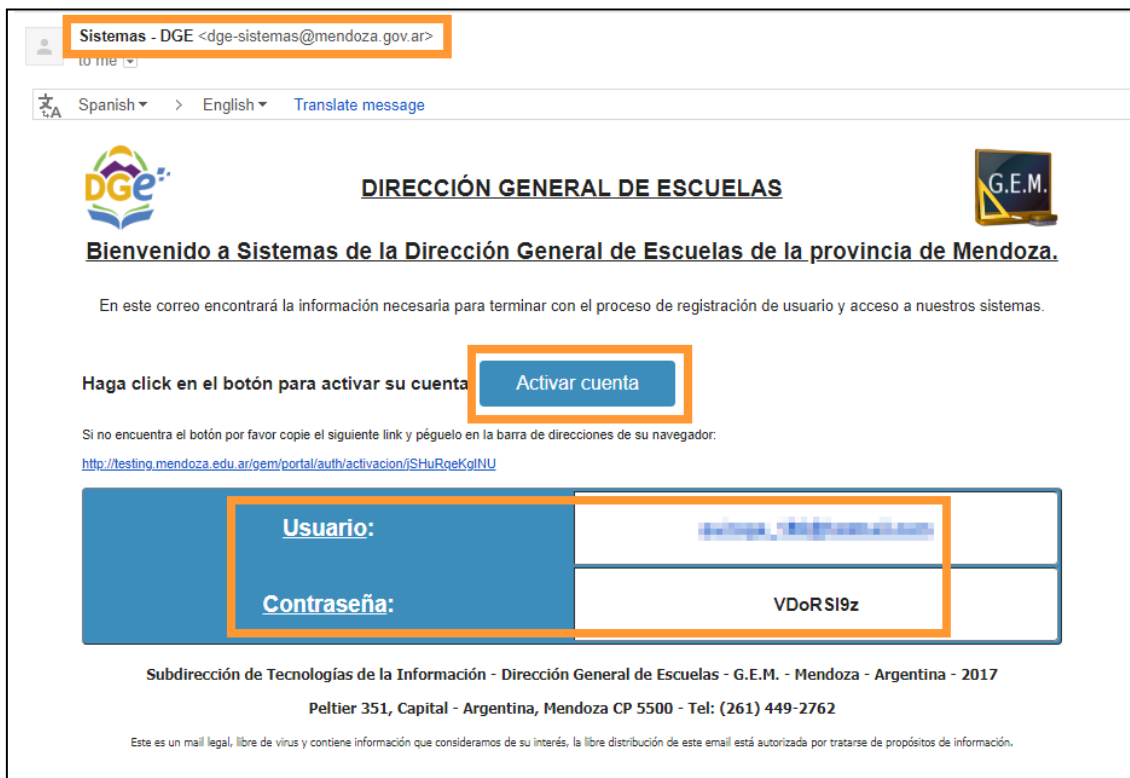 Sistemas - DGE <dge-sistemas@mendoza.gov.ar>
to me
Spanish > English Translate message
DGe
DIRECCIÓN GENERAL DE ESCUELAS
G.E.M.
Bienvenido a Sistemas de la Dirección General de Escuelas de la provincia de Mendoza.
En este correo encontrará la información necesaria para terminar con el proceso de registración de usuario y acceso a nuestros sistemas.
Haga click en el botón para activar su cuenta Activar cuenta
Si no encuentra el botón por favor copie el siguiente link y péguelo en la barra de direcciones de su navegador:
http://testing.mendoza.edu.ar/gem/portal/auth/activacion/jSHuRqeKgINU
Usuario:
Contraseña: VDoRSI9z
Subdirección de Tecnologías de la Información - Dirección General de Escuelas - G.E.M. - Mendoza - Argentina - 2017
Peltier 351, Capital - Argentina, Mendoza CP 5500 - Tel: (261) 449-2762
Este es un mail legal, libre de virus y contiene información que consideramos de su interés, la libre distribución de este email está autorizada por tratarse de propósitos de información.